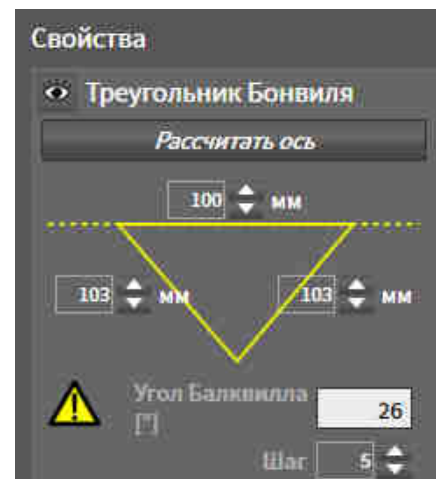 Свойства
Треугольник Бонвиля
Рассчитать ось
100 мм
103 мм 103 мм
Угол Балквилла
[°] 26
Шаг 5